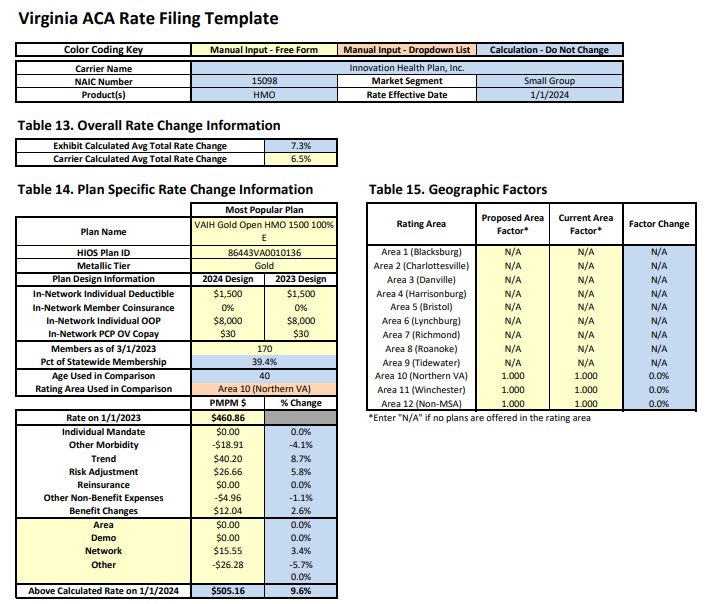 Virginia ACA Rate Filing Template
Color Coding Key Manual Input - Free Form Manual Input - Dropdown List Calculation - Do Not Change
Carrier Name Innovation Health Plan, Inc.
NAIC Number 15098 Market Segment Small Group
Product(s) HMO Rate Effective Date 1/1/2024
Table 13. Overall Rate Change Information
Exhibit Calculated Avg Total Rate Change 7.3%
Carrier Calculated Avg Total Rate Change 6.5%
Table 14. Plan Specific Rate Change Information
Most Popular Plan
Plan Name VAIH Gold Open HMO 1500 100%
E
HIOS Plan ID 86443VA0010136
Metallic Tier Gold
Plan Design Information 2024 Design 2023 Design
In-Network Individual Deductible $1,500 $1,500
In-Network Member Coinsurance 0% 0%
In-Network Individual OOP $8,000 $8,000
In-Network PCP OV Copay $30 $30
Members as of 3/1/2023 170
Pct of Statewide Membership 39.4%
Age Used in Comparison 40
Rating Area Used in Comparison Area 10 (Northern VA)
PMPM $ % Change
Rate on 1/1/2023 $460.86
Individual Mandate $0.00 0.0%
Other Morbidity -$18.91 -4.1%
Trend $40.20 8.7%
Risk Adjustment $26.66 5.8%
Reinsurance $0.00 0.0%
Other Non-Benefit Expenses -$4.96 -1.1%
Benefit Changes $12.04 2.6%
Area $0.00 0.0%
Demo $0.00 0.0%
Network $15.55 3.4%
Other -$26.28 -5.7%
0.0%
Above Calculated Rate on 1/1/2024 $505.16 9.6%
Table 15. Geographic Factors
Rating Area Proposed Area Factor* Current Area Factor* Factor Change
Area 1 (Blacksburg) N/A N/A N/A
Area 2 (Charlottesville) N/A N/A N/A
Area 3 (Danville) N/A N/A N/A
Area 4 (Harrisonburg) N/A N/A N/A
Area 5 (Bristol) N/A N/A N/A
Area 6 (Lynchburg) N/A N/A N/A
Area 7 (Richmond) N/A N/A N/A
Area 8 (Roanoke) N/A N/A N/A
Area 9 (Tidewater) N/A N/A N/A
Area 10 (Northern VA) 1.000 1.000 0.0%
Area 11 (Winchester) 1.000 1.000 0.0%
Area 12 (Non-MSA) 1.000 1.000 0.0%
*Enter "N/A" if no plans are offered in the rating area